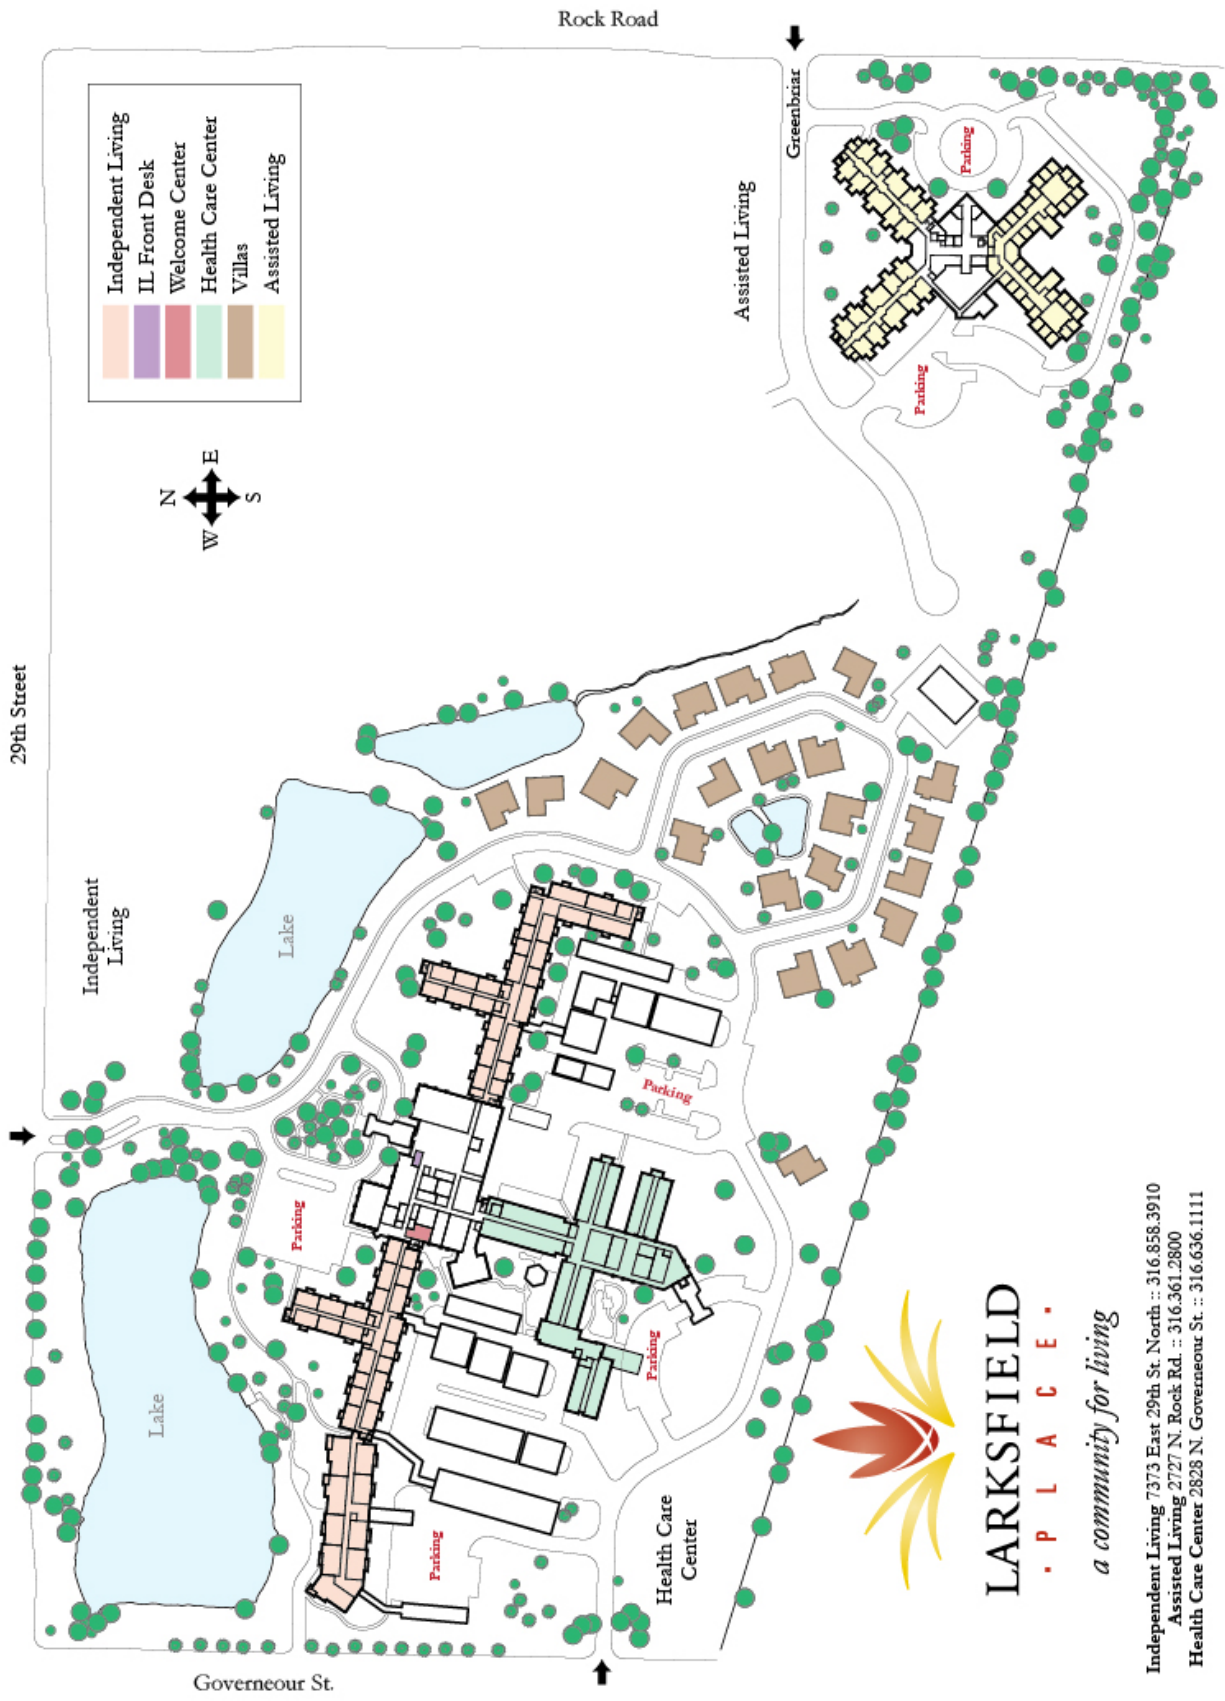 Rock Road
Greenbriar
Independent Living
IL Front Desk
Welcome Center
Health Care Center
Villas
Assisted Living
N
E
S
W
Assisted Living
Parking
Parking
29th Street
Independent
Living
Lake
Lake
Parking
Parking
Parking
Parking
Health Care
Center
Governeour St.
LARKSFIELD
• P L A C E •
a community for living
Independent Living 7373 East 29th St. North :: 316.858.3910
Assisted Living 2727 N. Rock Rd. :: 316.361.2800
Health Care Center 2828 N. Governeour St. :: 316.636.1111